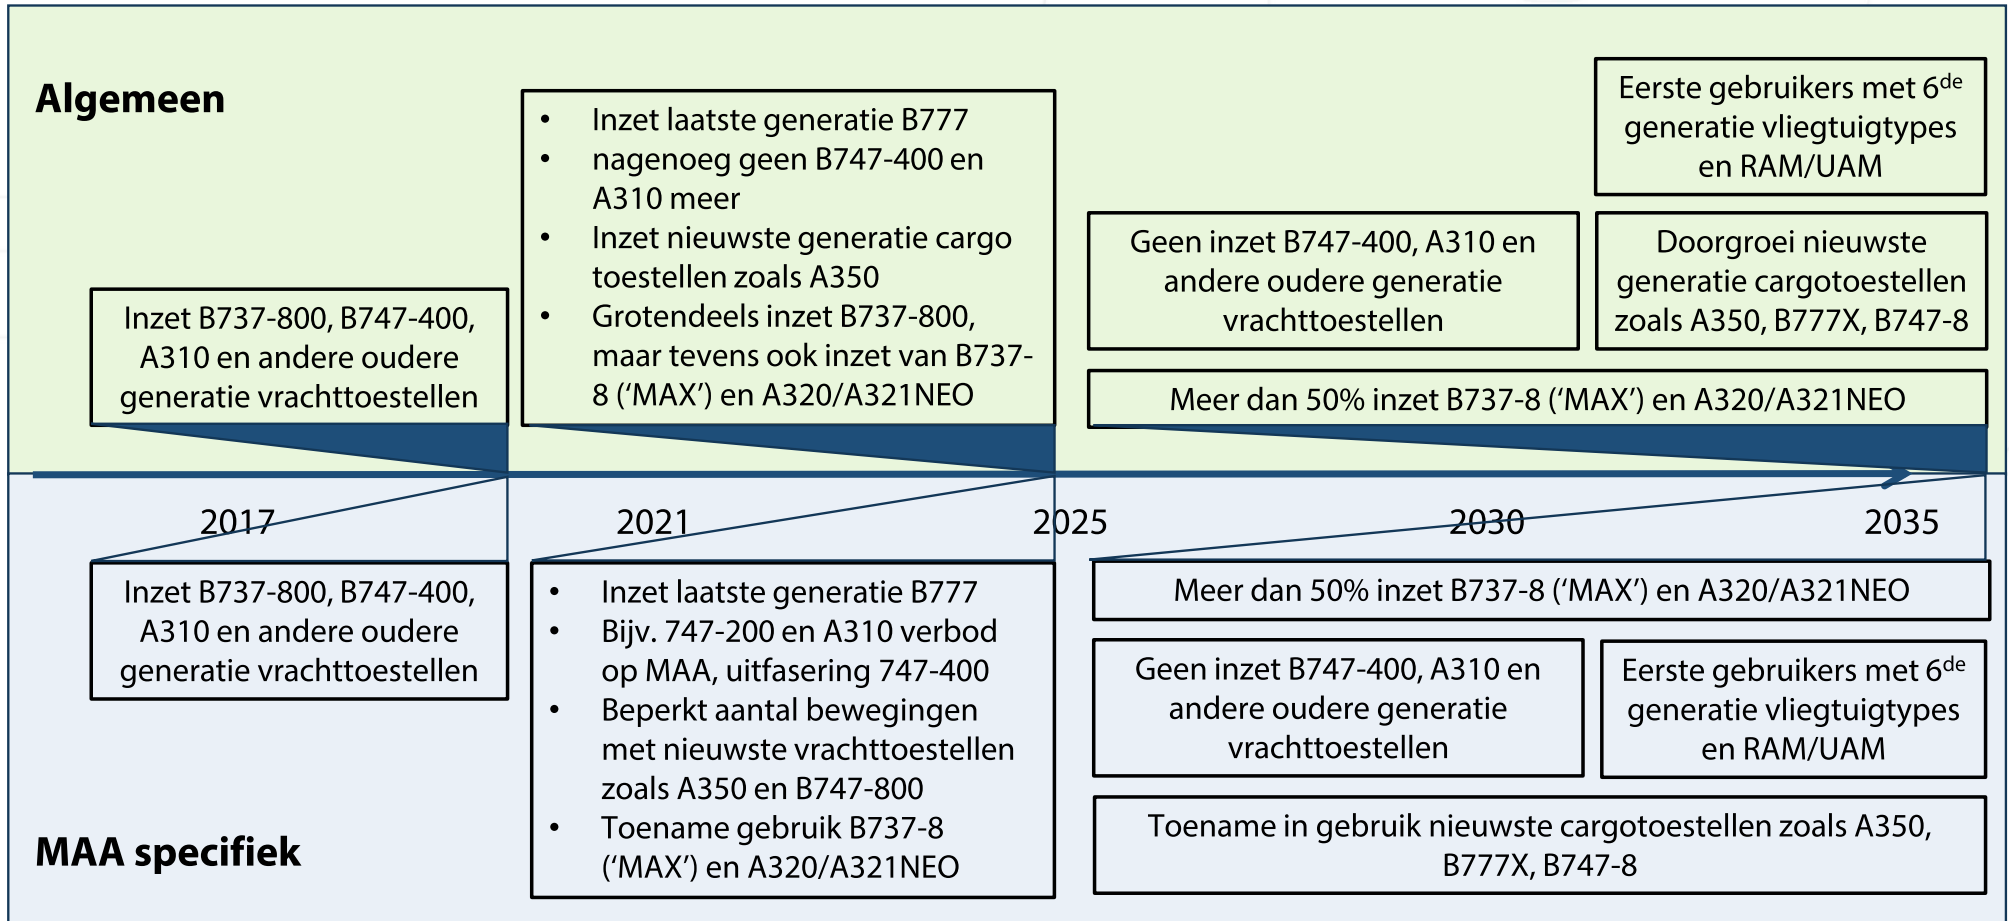 Algemeen
Inzet B737-800, B747-400,
A310 en andere oudere
generatie vrachttoestellen
• Inzet laatste generatie B777
• nagenoeg geen B747-400 en
A310 meer
• Inzet nieuwste generatie cargo
toestellen zoals A350
• Grotendeels inzet B737-800,
maar tevens ook inzet van B737-
8 (‘MAX’) en A320/A321NEO
Eerste gebruikers met 6de
generatie vliegtuigtypes
en RAM/UAM
Geen inzet B747-400, A310 en
andere oudere generatie
vrachttoestellen
Doorgroei nieuwste
generatie cargotoestellen
zoals A350, B777X, B747-8
Meer dan 50% inzet B737-8 (‘MAX’) en A320/A321NEO
2017 2021 2025 2030 2035
Inzet B737-800, B747-400,
A310 en andere oudere
generatie vrachttoestellen
• Inzet laatste generatie B777
• Bijv. 747-200 en A310 verbod
op MAA, uitfasering 747-400
• Beperkt aantal bewegingen
met nieuwste vrachttoestellen
zoals A350 en B747-800
• Toename gebruik B737-8
(‘MAX’) en A320/A321NEO
Meer dan 50% inzet B737-8 (‘MAX’) en A320/A321NEO
Geen inzet B747-400, A310 en
andere oudere generatie
vrachttoestellen
Eerste gebruikers met 6de
generatie vliegtuigtypes
en RAM/UAM
Toename in gebruik nieuwste cargotoestellen zoals A350,
B777X, B747-8
MAA specifiek